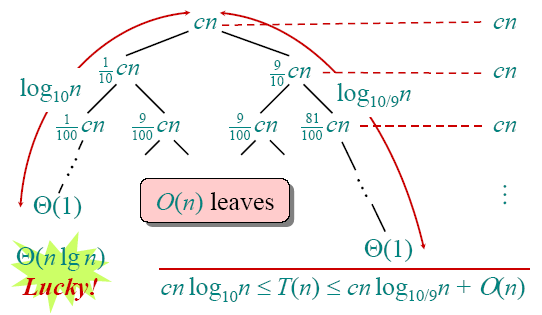 cn cn
1/10 cn 9/10 cn cn
log₁₀n log₁₀/₉n
1/100 cn 9/100 cn 9/100 cn 81/100 cn cn
⋮
Θ(1) O(n) leaves ⋮
Θ(1)
Θ(n lg n)
Lucky!
cn log₁₀n ≤ T(n) ≤ cn log₁₀/₉n + O(n)